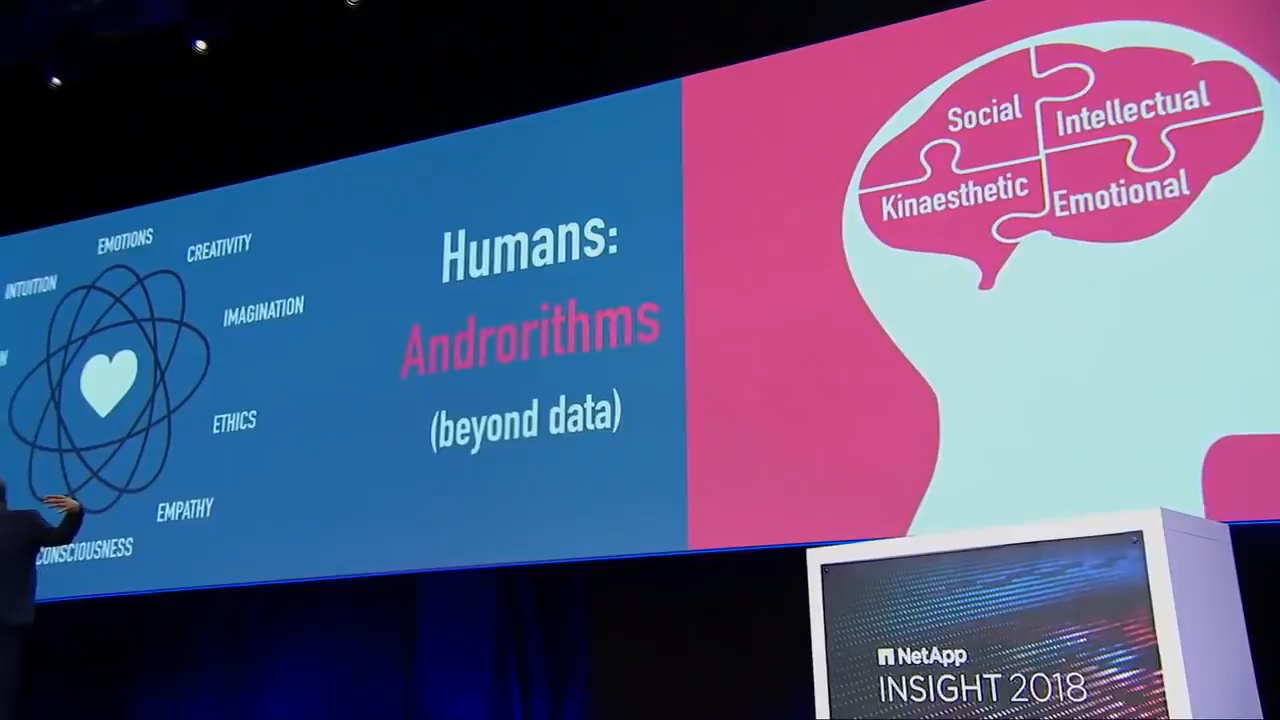 EMOTIONS
CREATIVITY
INTUITION
IMAGINATION
ETHICS
EMPATHY
CONSCIOUSNESS
Humans:
Androrithms
(beyond data)
Social
Intellectual
Kinaesthetic
Emotional
NetApp
INSIGHT 2018